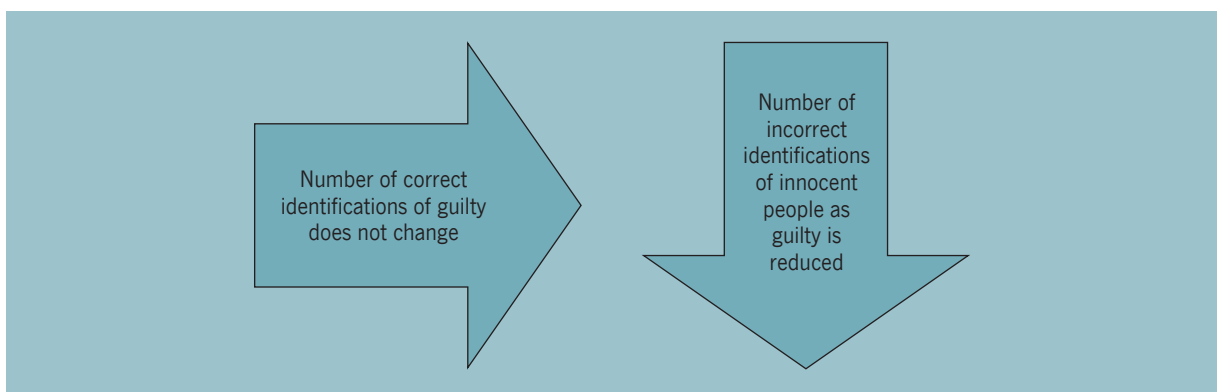 Number of correct
identifications of guilty
does not change
Number of
incorrect
identifications
of innocent
people as
guilty is
reduced